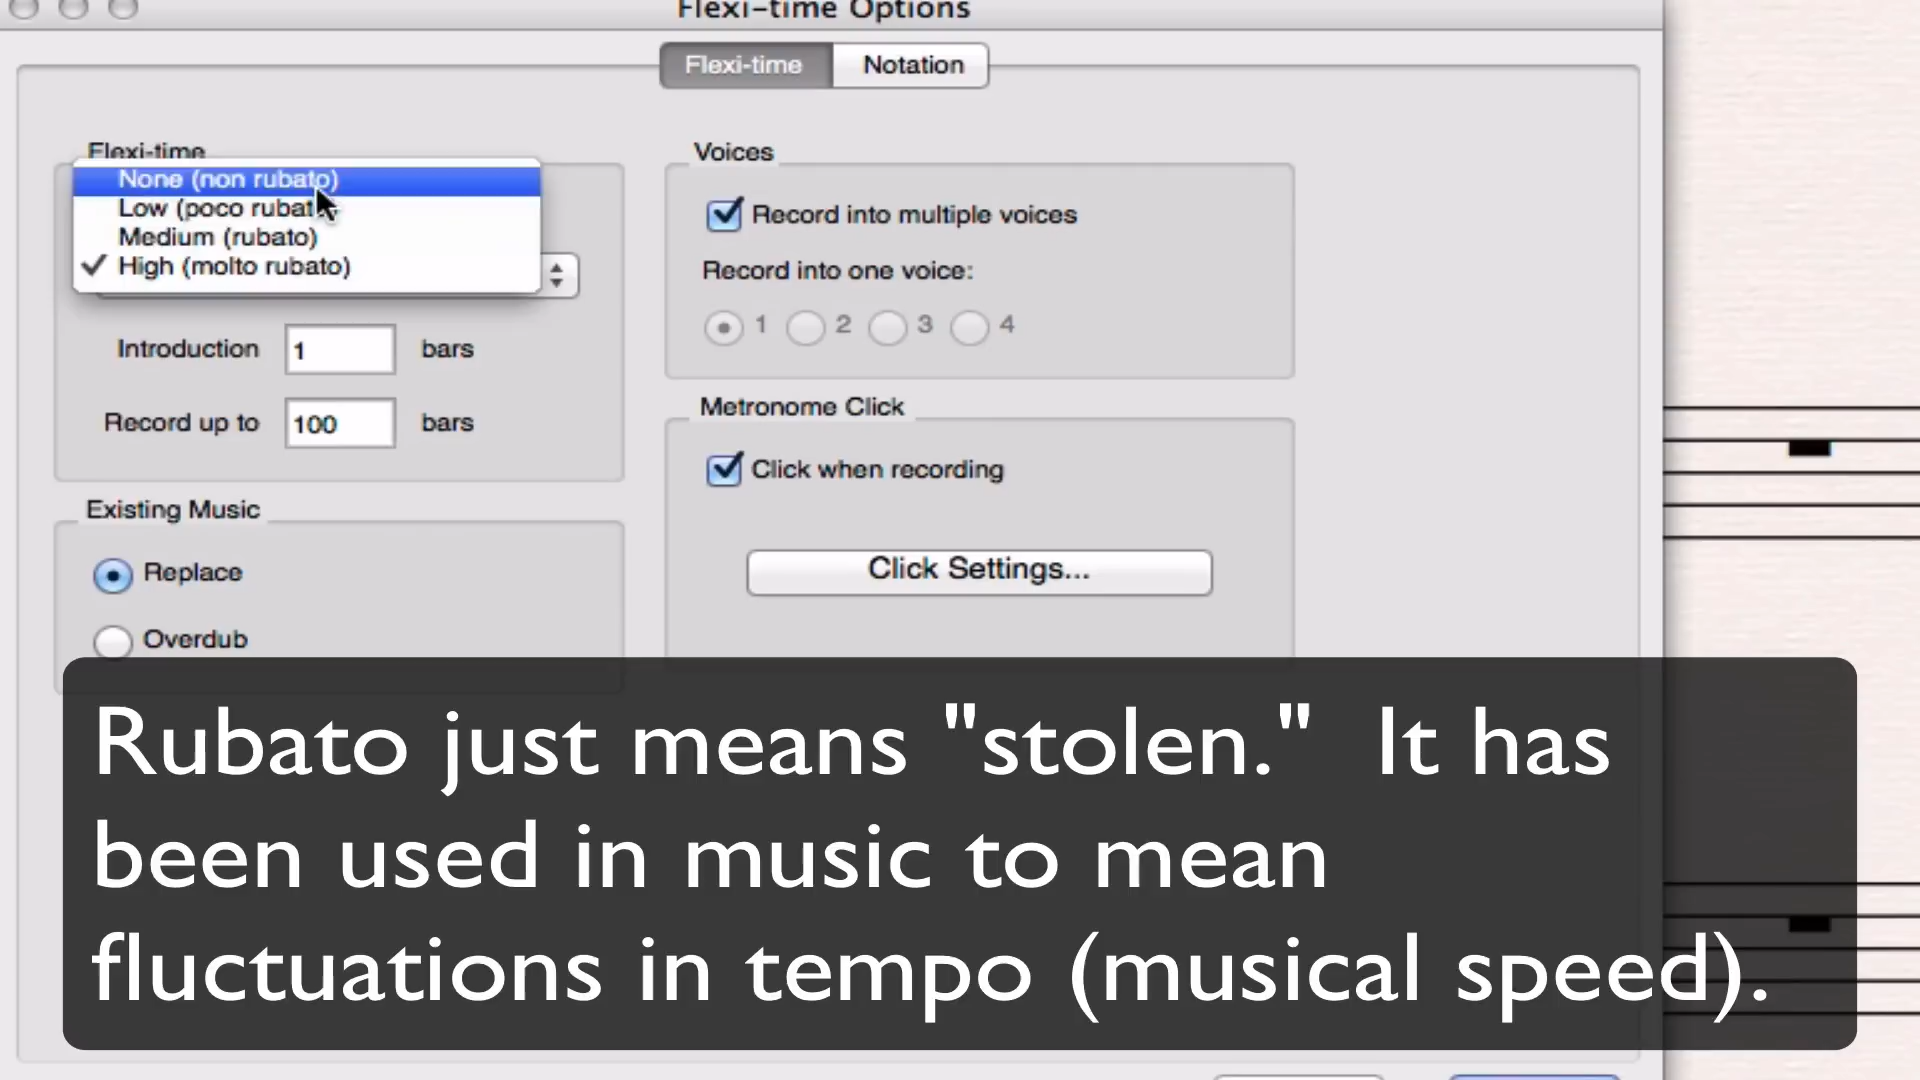 Flexi-time Options
Flexi-time
Notation
Flexi-time
None (non rubato)
Low (poco rubat
Medium (rubato)
High (molto rubato)
Introduction 1 bars
Record up to 100 bars
Existing Music
Replace
Overdub
Voices
Record into multiple voices
Record into one voice:
1 2 3 4
Metronome Click
Click when recording
Click Settings...
Rubato just means "stolen." It has
been used in music to mean
fluctuations in tempo (musical speed).